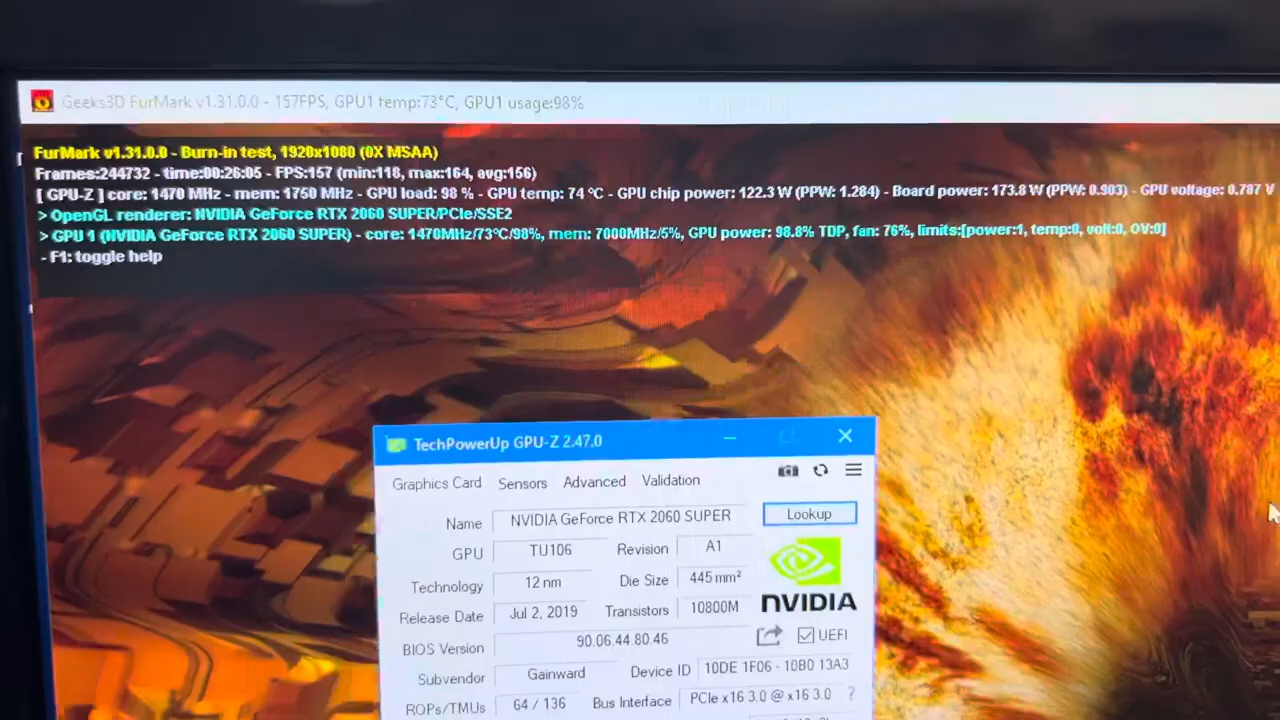 Geeks3D FurMark v1.31.0.0 - 157FPS, GPU1 temp:73°C, GPU1 usage:98%
FurMark v1.31.0.0 - Burn-in test, 1920x1080 (0X MSAA)
Frames:244732 - time:00:26:05 - FPS:157 (min:118, max:164, avg:156)
[ GPU-Z ] core: 1470 MHz - mem: 1750 MHz - GPU load: 98 % - GPU temp: 74 °C - GPU chip power: 122.3 W (PPW: 1.284) - Board power: 173.8 W (PPW: 0.903) - GPU voltage: 0.787 V
> OpenGL renderer: NVIDIA GeForce RTX 2060 SUPER/PCIe/SSE2
> GPU 1 (NVIDIA GeForce RTX 2060 SUPER) - core: 1470MHz/73°C/98%, mem: 7000MHz/5%, GPU power: 98.8% TDP, fan: 76%, limits:[power:1, temp:0, volt:0, OV:0]
- F1: toggle help
TechPowerUp GPU-Z 2.47.0
Graphics Card Sensors Advanced Validation
Name NVIDIA GeForce RTX 2060 SUPER Lookup
GPU TU106 Revision A1
Technology 12 nm Die Size 445 mm²
Release Date Jul 2, 2019 Transistors 10800M
NVIDIA
BIOS Version 90.06.44.80.46 UEFI
Subvendor Gainward Device ID 10DE 1F06 - 10B0 13A3
ROPs/TMUs 64 / 136 Bus Interface PCIe x16 3.0 @ x16 3.0 ?